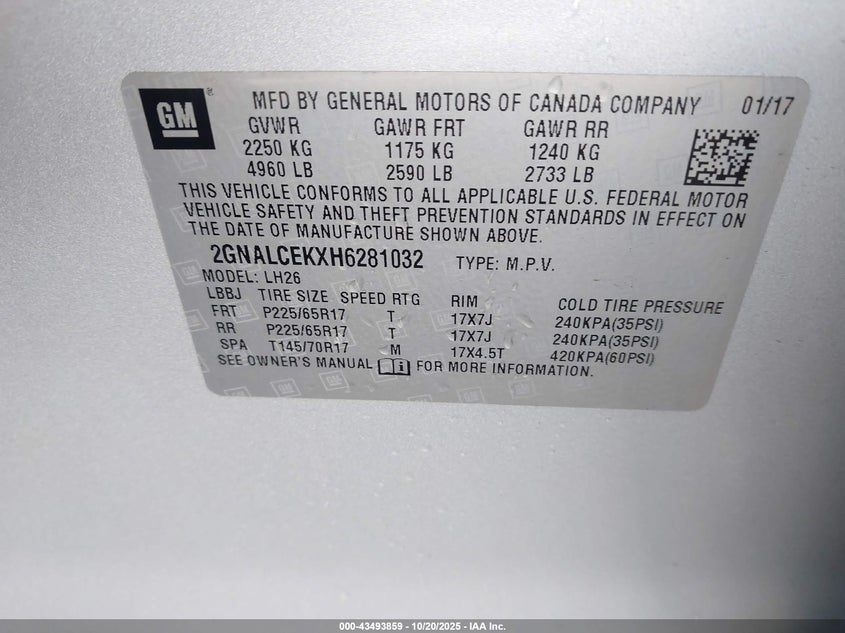 GM ® MFD BY GENERAL MOTORS OF CANADA COMPANY 01/17
GVWR GAWR FRT GAWR RR
2250 KG 1175 KG 1240 KG
4960 LB 2590 LB 2733 LB
THIS VEHICLE CONFORMS TO ALL APPLICABLE U.S. FEDERAL MOTOR
VEHICLE SAFETY AND THEFT PREVENTION STANDARDS IN EFFECT ON
THE DATE OF MANUFACTURE SHOWN ABOVE.
2GNALCEKXH6281032 TYPE: M.P.V.
MODEL: LH26
LBBJ TIRE SIZE SPEED RTG RIM COLD TIRE PRESSURE
FRT P225/65R17 T 17X7J 240KPA(35PSI)
RR P225/65R17 T 17X7J 240KPA(35PSI)
SPA T145/70R17 M 17X4.5T 420KPA(60PSI)
SEE OWNER'S MANUAL i FOR MORE INFORMATION.
000-43493859 - 10/20/2025 - IAA Inc.